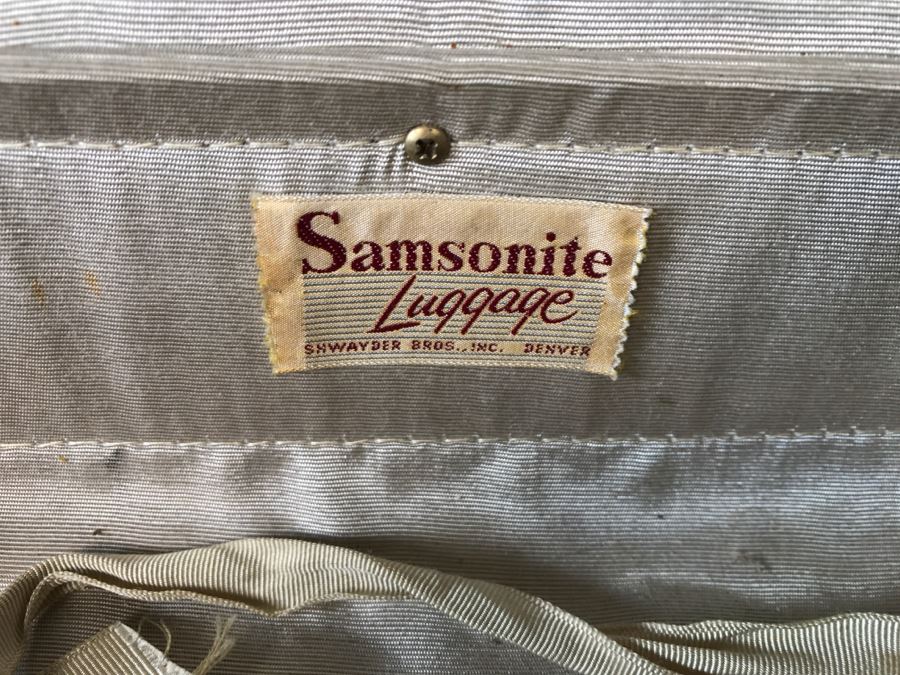 Samsonite
Luggage
SHWAYDER BROS., INC. DENVER